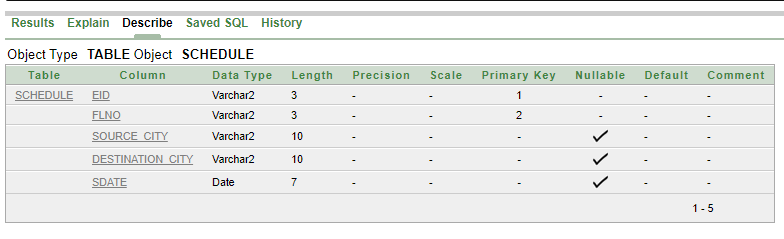 Results Explain Describe Saved SQL History
Object Type TABLE Object SCHEDULE
Table Column Data Type Length Precision Scale Primary Key Nullable Default Comment
SCHEDULE EID Varchar2 3 - - 1 - - -
FLNO Varchar2 3 - - 2 - - -
SOURCE_CITY Varchar2 10 - - - ✓ - -
DESTINATION_CITY Varchar2 10 - - - ✓ - -
SDATE Date 7 - - - ✓ - -
1 - 5